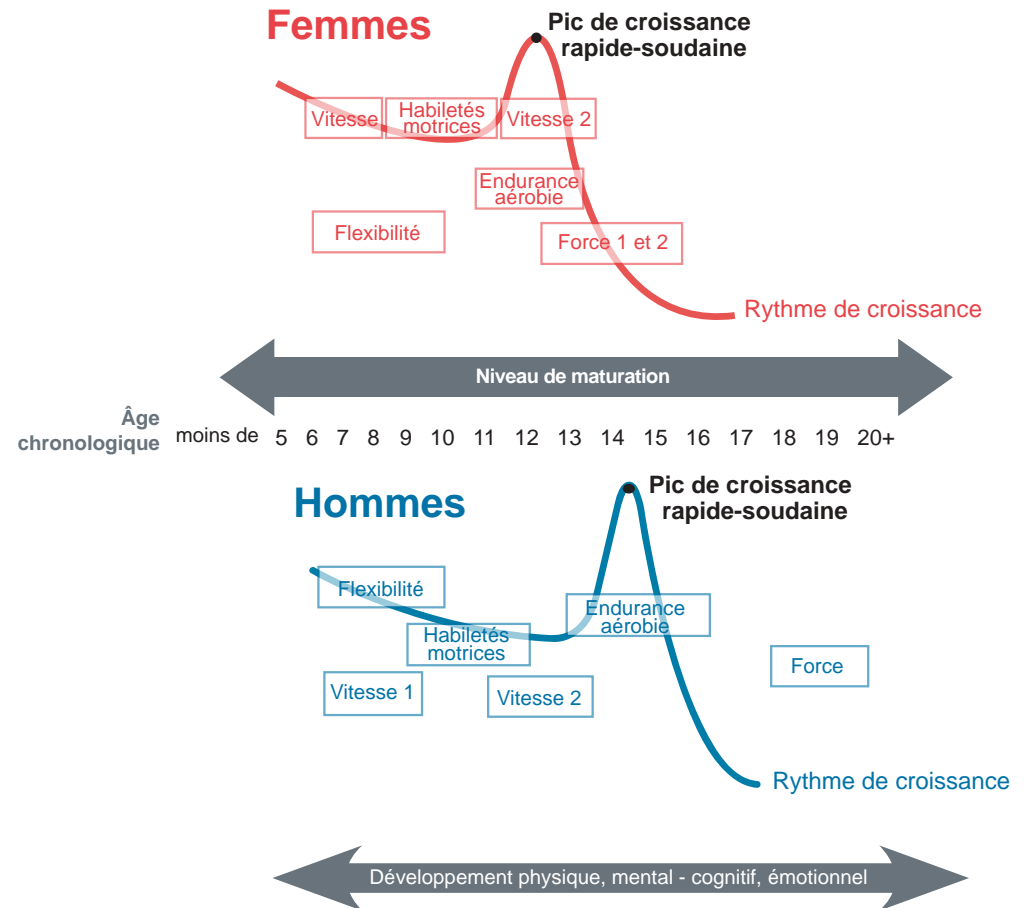 Femmes
Pic de croissance
rapide-soudaine
Vitesse
Habiletés
motrices
Vitesse 2
Endurance
aérobie
Flexibilité
Force 1 et 2
Rythme de croissance
Niveau de maturation
Âge
chronologique
moins de 5 6 7 8 9 10 11 12 13 14 15 16 17 18 19 20+
Hommes
Pic de croissance
rapide-soudaine
Flexibilité
Endurance
aérobie
Habiletés
motrices
Force
Vitesse 1
Vitesse 2
Rythme de croissance
Développement physique, mental - cognitif, émotionnel